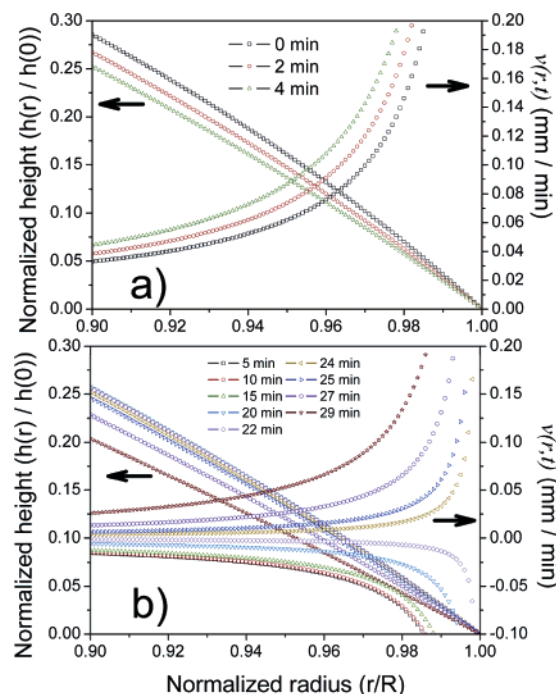 0.30
0.25
0.20
0.15
0.10
0.05
0.00
Normalized height (h(r) / h(0))
0 min
2 min
4 min
a)
0.20
0.18
0.16
0.14
0.12
0.10
0.08
0.06
0.04
0.02
0.00
v(r,t) (mm / min)
0.90
0.92
0.94
0.96
0.98
1.00
0.30
0.25
0.20
0.15
0.10
0.05
0.00
Normalized height (h(r) / h(0))
5 min
10 min
15 min
20 min
22 min
24 min
25 min
27 min
29 min
b)
0.20
0.15
0.10
0.05
0.00
-0.05
-0.10
v(r,t) (mm / min)
0.90
0.92
0.94
0.96
0.98
1.00
Normalized radius (r/R)